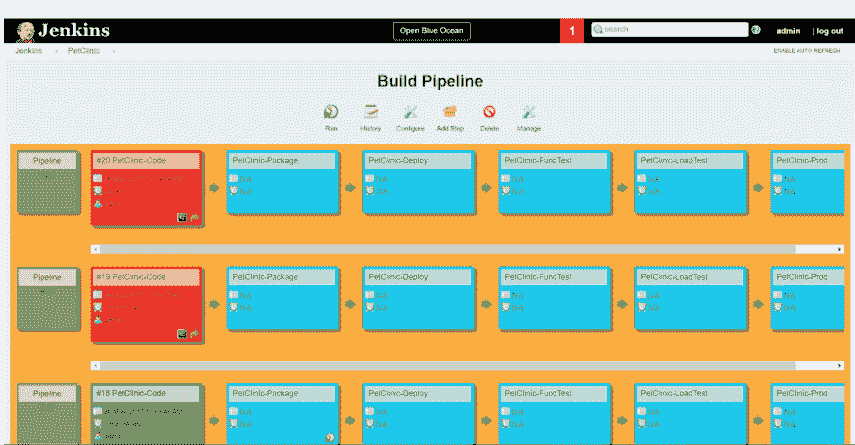 Jenkins
Open Blue Ocean
1
search
admin
| log out
Jenkins
PetClinic
ENABLE AUTO REFRESH
Build Pipeline
Run
History
Configure
Add Step
Delete
Manage
Pipeline
#20 PetClinic-Code
PetClinic-Package
PetClinic-Deploy
PetClinic-FuncTest
PetClinic-LoadTest
PetClinic-Prod
N/A N/A N/A N/A N/A
N/A N/A N/A N/A N/A
Pipeline
#19 PetClinic-Code
PetClinic-Package
PetClinic-Deploy
PetClinic-FuncTest
PetClinic-LoadTest
PetClinic-Prod
N/A N/A N/A N/A N/A
N/A N/A N/A N/A N/A
Pipeline
#18 PetClinic-Code
PetClinic-Package
PetClinic-Deploy
PetClinic-FuncTest
PetClinic-LoadTest
PetClinic-Prod
N/A N/A N/A N/A N/A
N/A N/A N/A N/A N/A